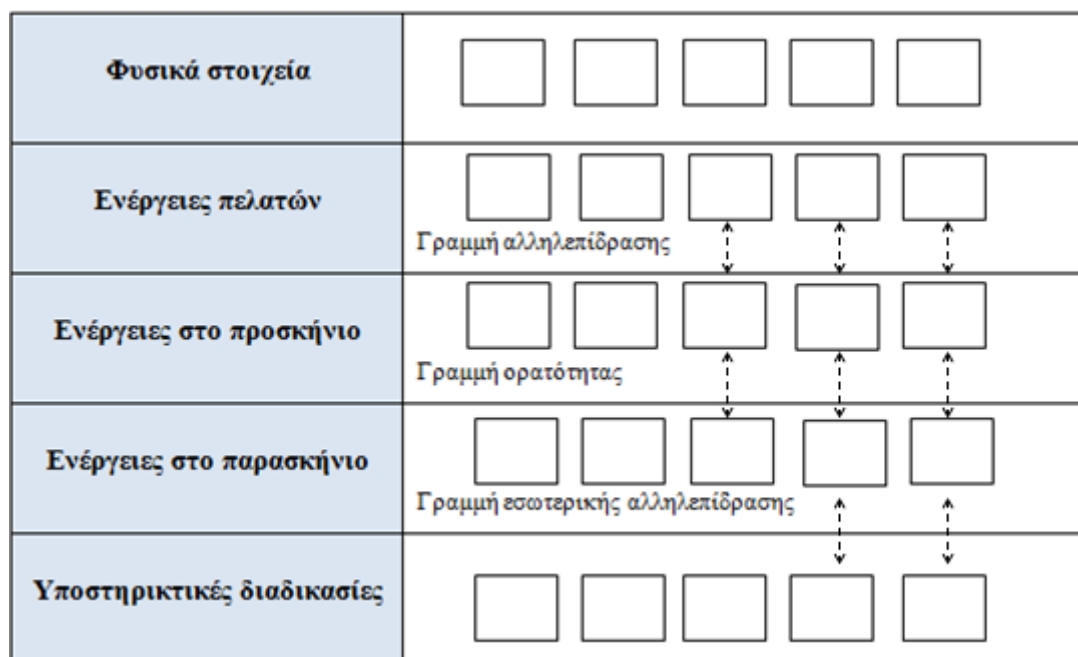 Φυσικά στοιχεία
Ενέργειες πελατών
Γραμμή αλληλεπίδρασης
Ενέργειες στο προσκήνιο
Γραμμή ορατότητας
Ενέργειες στο παρασκήνιο
Γραμμή εσωτερικής αλληλεπίδρασης
Υποστηρικτικές διαδικασίες